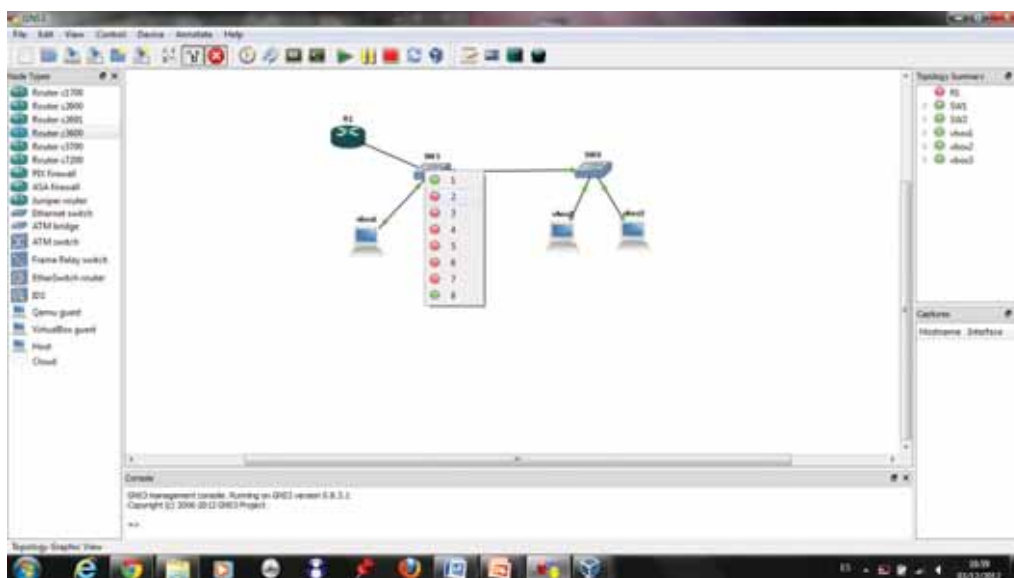 GNS3
File Edit View Control Device Annotate Help
Node Types
Router c1700
Router c2600
Router c2691
Router c3600
Router c3700
Router c7200
PIX firewall
ASA firewall
Juniper router
Ethernet switch
ATM bridge
ATM switch
Frame Relay switch
EtherSwitch router
IDS
Qemu guest
VirtualBox guest
Host
Cloud
R1
SW1
SW2
1
2
3
4
5
6
7
8
Topology Summary
R1
SW1
SW2
vbox1
vbox2
vbox3
Captures
Hostname Interface
Console
GNS3 management console. Running on GNS3 version 0.8.3.1
Copyright (c) 2006-2012 GNS3 Project.
=>
Topology Graphic View
ES
16:59